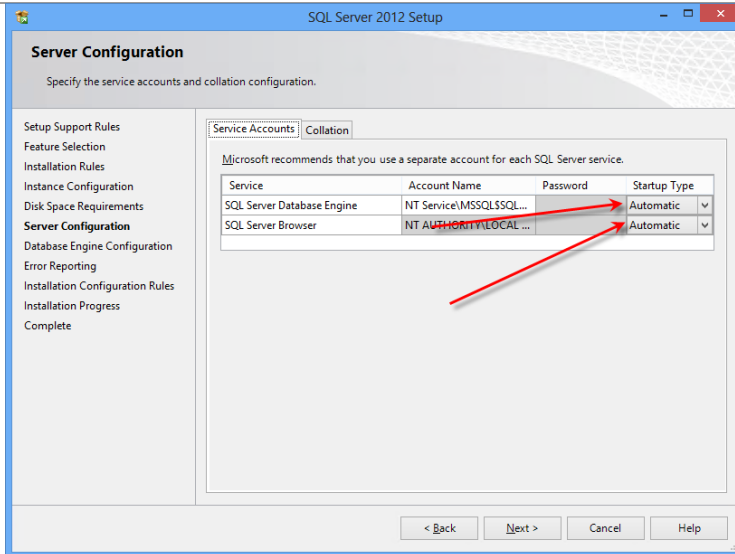 SQL Server 2012 Setup
Server Configuration
Specify the service accounts and collation configuration.
Setup Support Rules
Feature Selection
Installation Rules
Instance Configuration
Disk Space Requirements
Server Configuration
Database Engine Configuration
Error Reporting
Installation Configuration Rules
Installation Progress
Complete
Service Accounts Collation
Microsoft recommends that you use a separate account for each SQL Server service.
Service Account Name Password Startup Type
SQL Server Database Engine NT Service\MSSQL$SQL... Automatic
SQL Server Browser NT AUTHORITY\LOCAL ... Automatic
< Back Next > Cancel Help